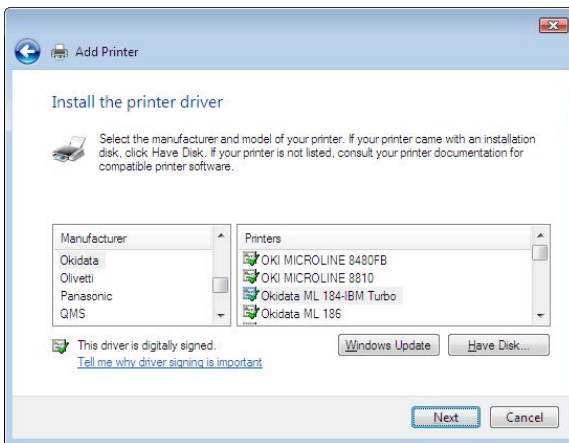 Add Printer
Install the printer driver
Select the manufacturer and model of your printer. If your printer came with an installation
disk, click Have Disk. If your printer is not listed, consult your printer documentation for
compatible printer software.
Manufacturer
Okidata
Olivetti
Panasonic
QMS
Printers
OKI MICROLINE 8480FB
OKI MICROLINE 8810
Okidata ML 184-IBM Turbo
Okidata ML 186
This driver is digitally signed.
Tell me why driver signing is important
Windows Update
Have Disk...
Next
Cancel